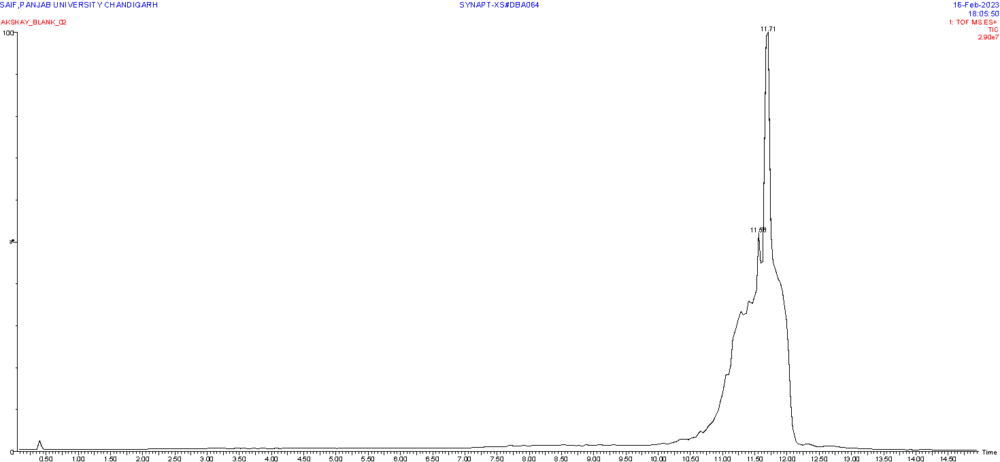 SAIF,PANJAB UNIVERSITY CHANDIGARH SYNAPT-XS#DBA064 16-Feb-2023
18:05:50
AKSHAY_BLANK_02 1: TOF MS ES+
TIC
2.90e7
100
11.71
%
0
0.50 1.00 1.50 2.00 2.50 3.00 3.50 4.00 4.50 5.00 5.50 6.00 6.50 7.00 7.50 8.00 8.50 9.00 9.50 10.00 10.50 11.00 11.50 12.00 12.50 13.00 13.50 14.00 14.50 Time